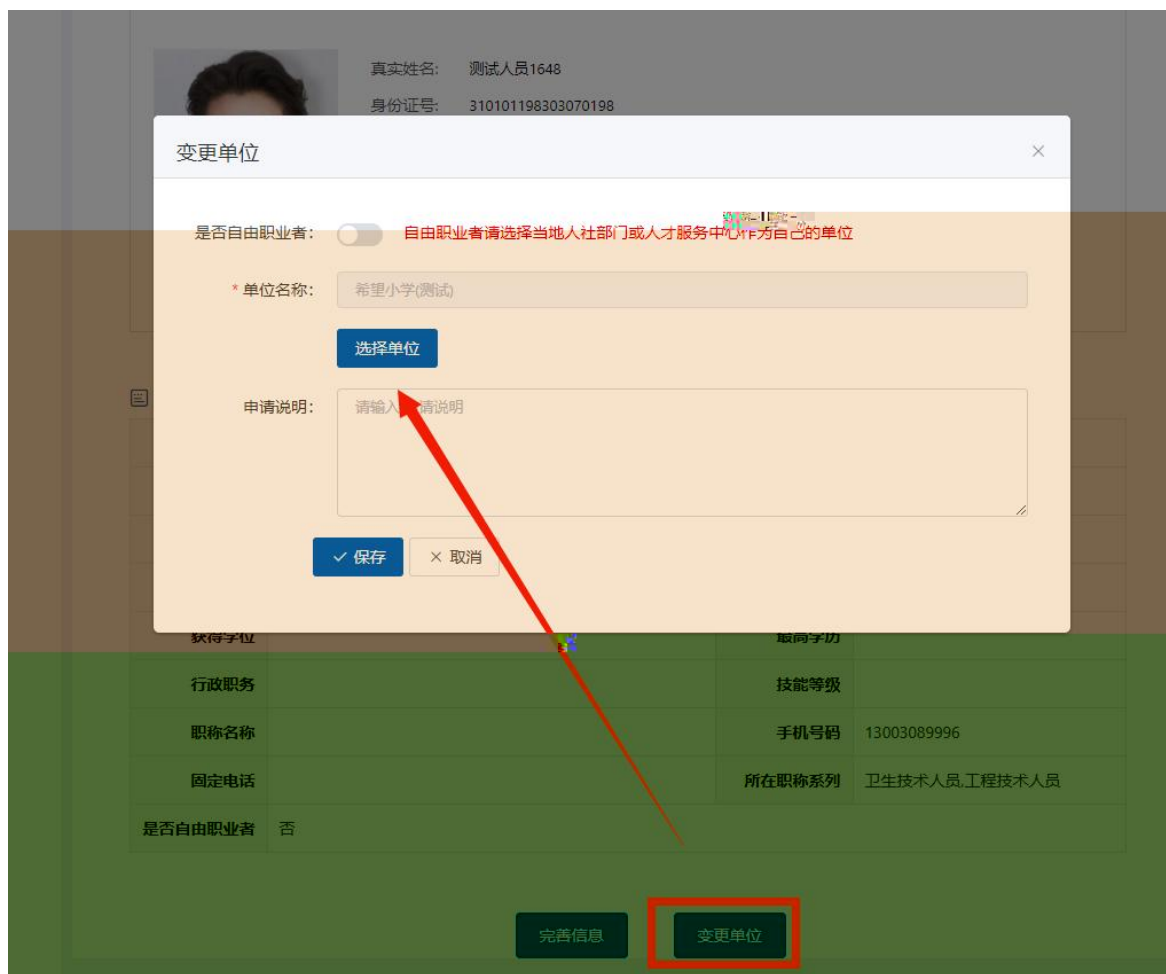 真实姓名: 测试人员1648
身份证号: 310101198303070198
变更单位
是否自由职业者: 自由职业者请选择当地人社部门或人才服务中心作为自己的单位
* 单位名称: 希望小学(测试)
选择单位
申请说明: 请输入 请说明
保存 取消
获得学位 最高学历
行政职务 技能等级
职称名称 手机号码 13003089996
固定电话 所在职称系列 卫生技术人员,工程技术人员
是否自由职业者 否
完善信息 变更单位